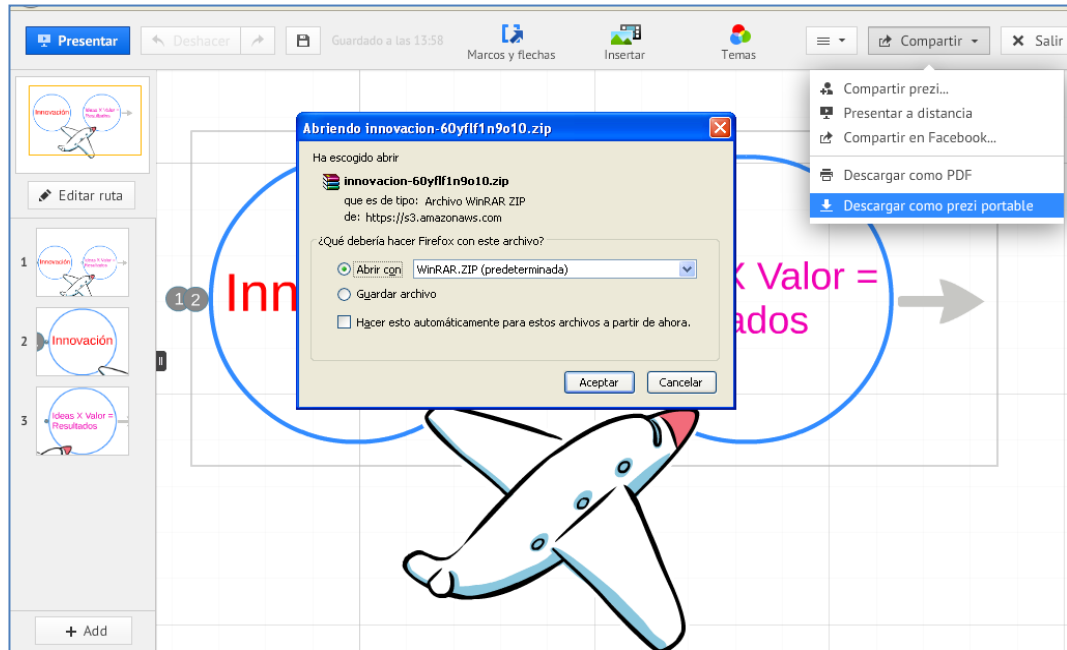 Presentar
Deshacer
Guardado a las 13:58
Marcos y flechas
Insertar
Temas
Compartir
Salir
Compartir prezi...
Presentar a distancia
Compartir en Facebook...
Descargar como PDF
Descargar como prezi portable
Innovación
Ideas X Valor =
Resultados
Editar ruta
1
Innovación
Ideas X Valor =
Resultados
2
Innovación
3
Ideas X Valor =
Resultados
+ Add
Abriendo innovacion-60yflf1n9o10.zip
Ha escogido abrir
innovacion-60yflf1n9o10.zip
que es de tipo: Archivo WinRAR ZIP
de: https://s3.amazonaws.com
¿Qué debería hacer Firefox con este archivo?
Abrir con
WinRAR.ZIP (predeterminada)
Guardar archivo
Hacer esto automáticamente para estos archivos a partir de ahora.
Aceptar
Cancelar
1 2
Inn
X Valor =
ados